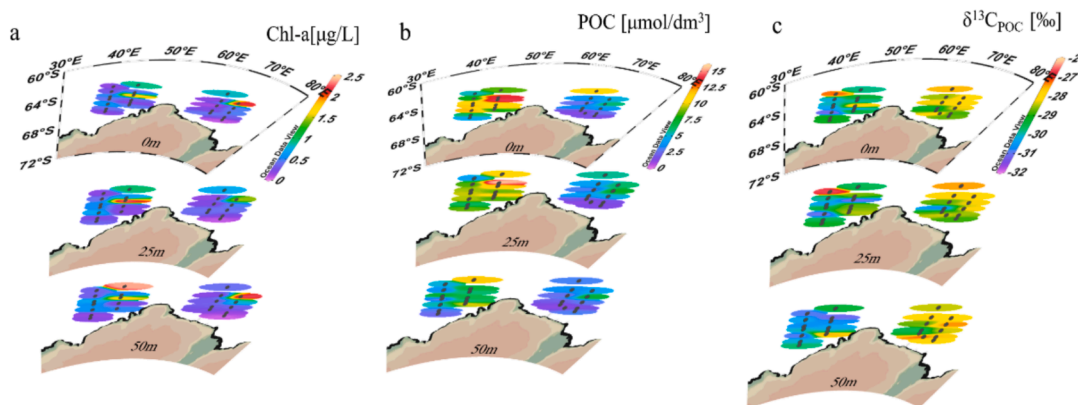 a
Chl-a[µg/L]
30°E
40°E
50°E
60°E
70°E
80°E
60°S
64°S
68°S
72°S
2.5
2
1.5
1
0.5
0
Ocean Data View
0m
25m
50m
b
POC [µmol/dm³]
30°E
40°E
50°E
60°E
70°E
80°E
60°S
64°S
68°S
72°S
15
12.5
10
7.5
5
2.5
0
Ocean Data View
0m
25m
50m
c
δ¹³C_POC [‰]
30°E
40°E
50°E
60°E
70°E
80°E
60°S
64°S
68°S
72°S
-27
-28
-29
-30
-31
-32
Ocean Data View
0m
25m
50m